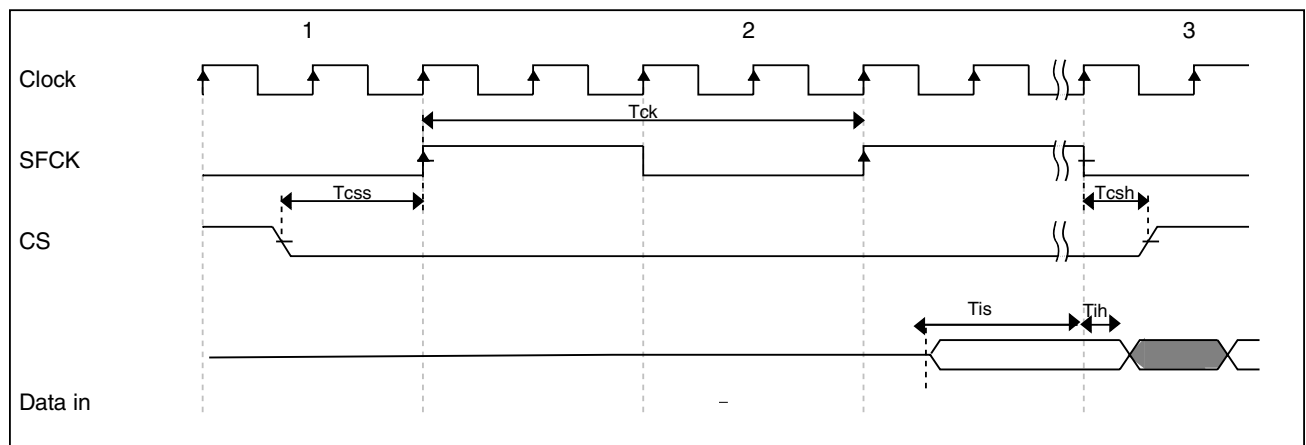 1 2 3
Clock
Tck
SFCK
Tcss Tcsh
CS
Tis Tih
Data in